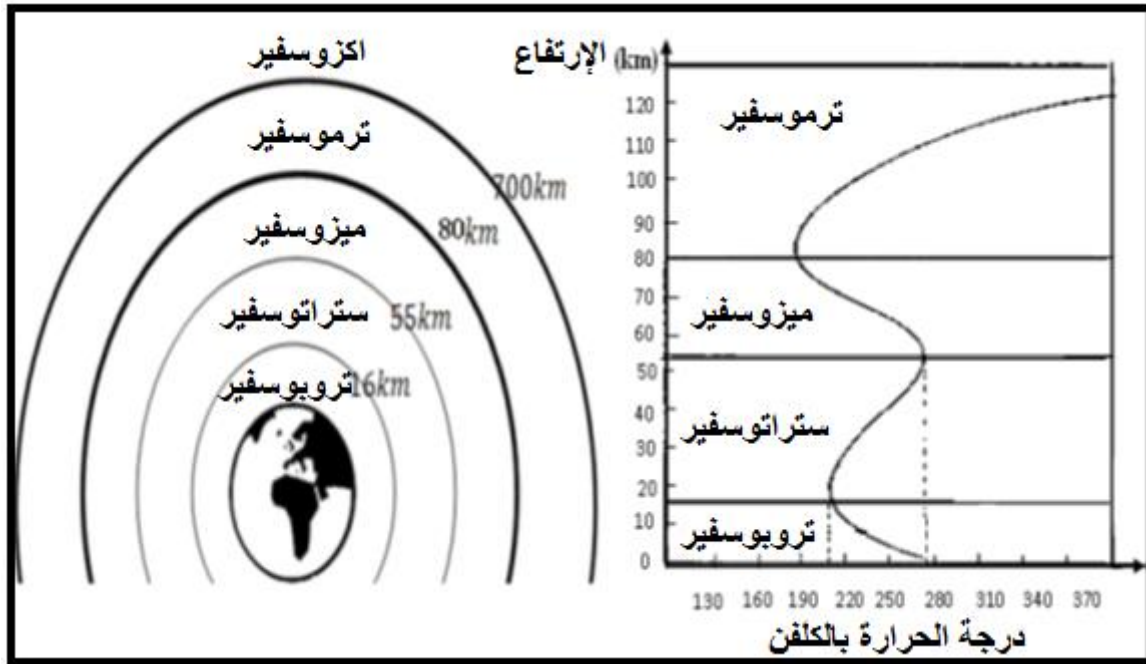 اكزوسفير
ترموسفير
700km
ميزوسفير
80km
ستراتوسفير
55km
تروبوسفير
16km
الإرتفاع (km)
120
110
100
90
80
70
60
50
40
30
20
10
0
ترموسفير
ميزوسفير
ستراتوسفير
تروبوسفير
130 160 190 220 250 280 310 340 370
درجة الحرارة بالكلفن